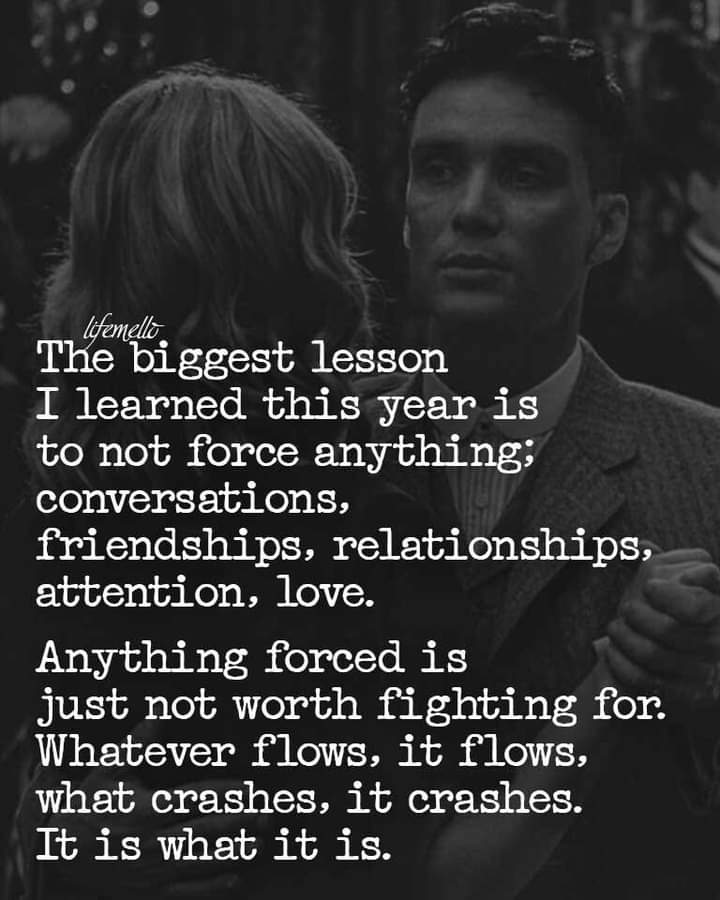 lifemello
The biggest lesson
I learned this year is
to not force anything;
conversations,
friendships, relationships,
attention, love.
Anything forced is
just not worth fighting for.
Whatever flows, it flows,
what crashes, it crashes.
It is what it is.